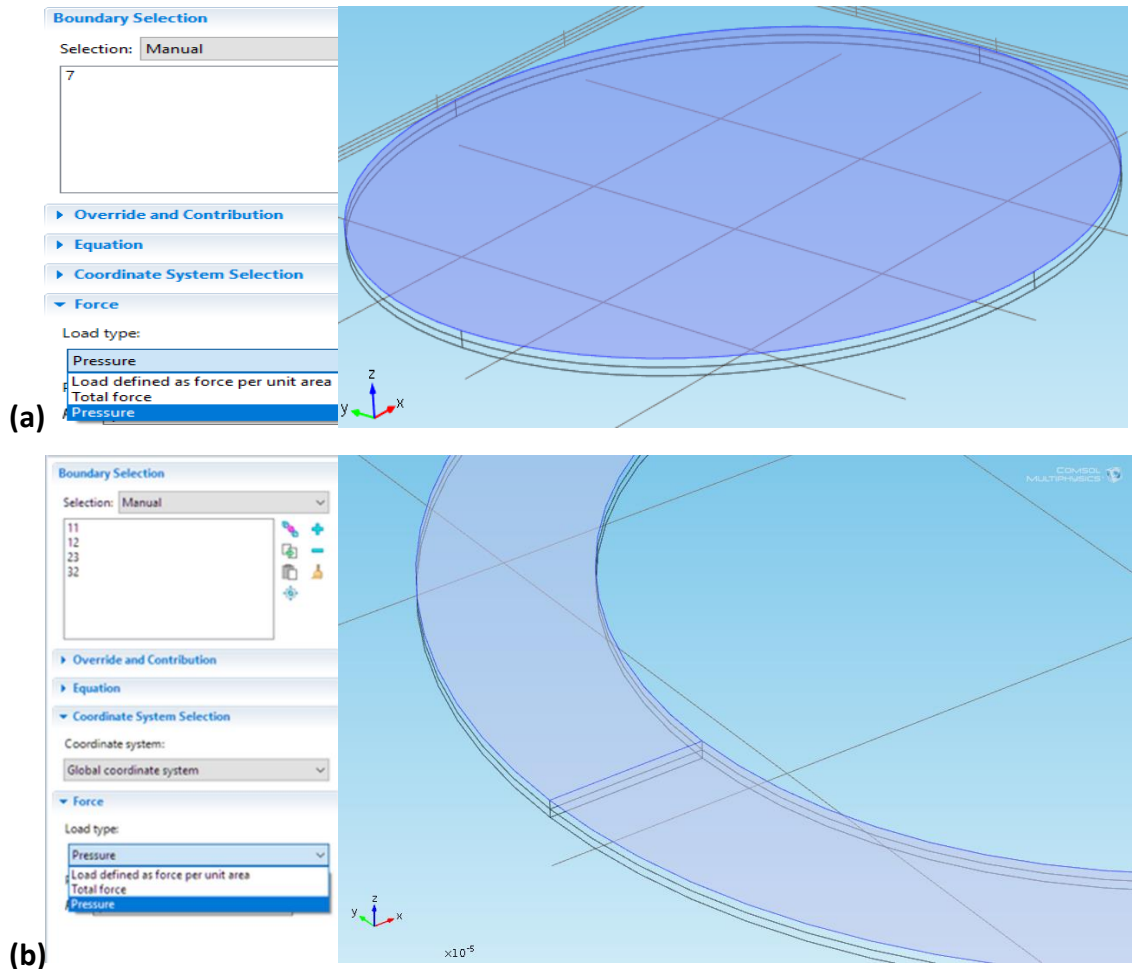 Boundary Selection
Selection: Manual
7
Override and Contribution
Equation
Coordinate System Selection
Force
Load type:
Pressure
Load defined as force per unit area
Total force
Pressure
z
y
x
(a)
Boundary Selection
Selection: Manual
11
12
23
32
Override and Contribution
Equation
Coordinate System Selection
Coordinate system:
Global coordinate system
Force
Load type:
Pressure
Load defined as force per unit area
Total force
Pressure
COMSOL
MULTIPHYSICS
z
y
x
x10⁻⁵
(b)